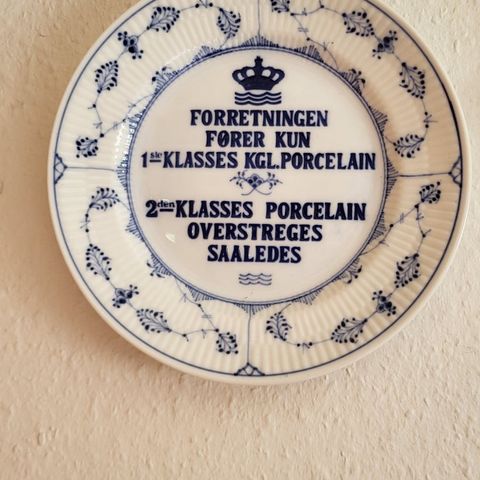 FORRETNINGEN
FØRER KUN
1ste KLASSES KGL. PORCELAIN
2den KLASSES PORCELAIN
OVERSTREGES
SAALEDES